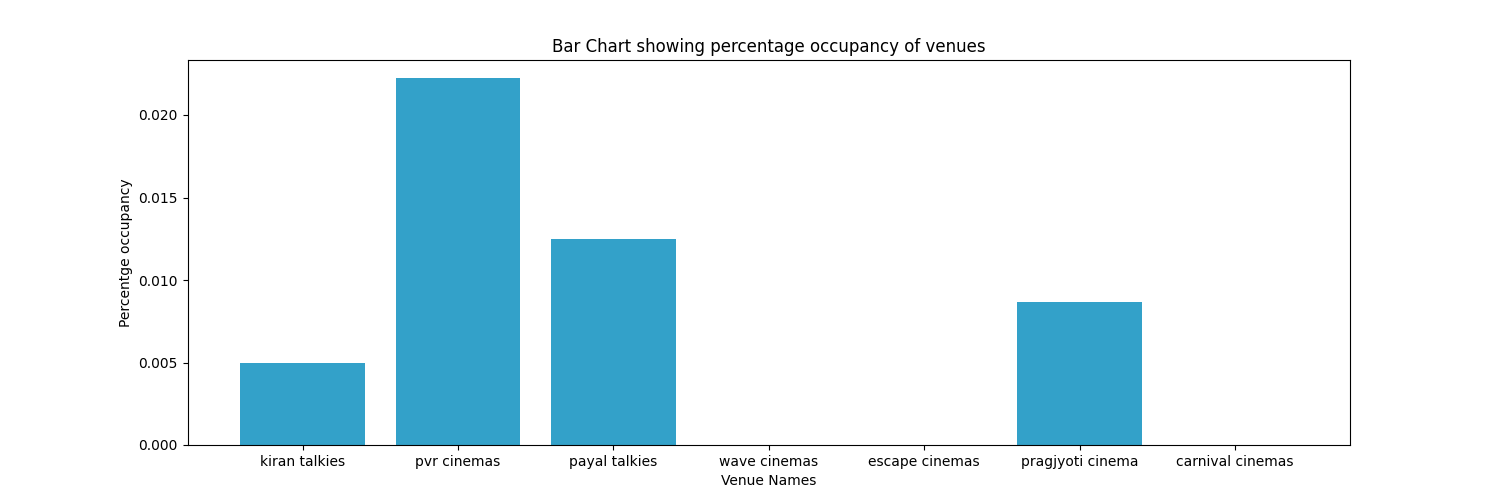 Bar Chart showing percentage occupancy of venues
Percentge occupancy
0.020
0.015
0.010
0.005
0.000
kiran talkies pvr cinemas payal talkies wave cinemas escape cinemas pragjyoti cinema carnival cinemas
Venue Names